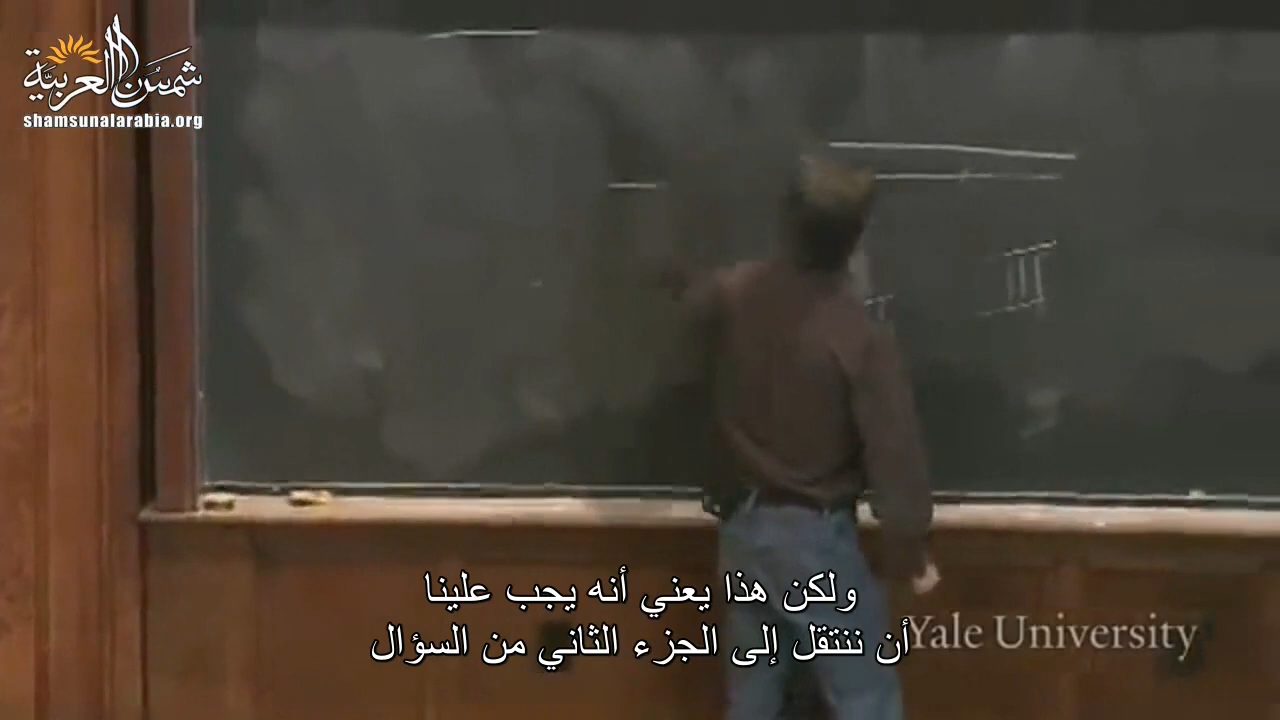 شمس العربية
shamsunalarabia.org
ولكن هذا يعني أنه يجب علينا
أن ننتقل إلى الجزء الثاني من السؤال
Yale University